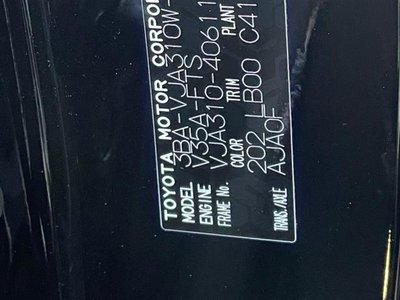 TOYOTA MOTOR CORPOR
MODEL 3BA-VJA310W-
ENGINE V35A-FTS
FRAME No. VJA310-40611
COLOR TRIM PLANT
202 LB00 C41
TRANS./AXLE AJA0F